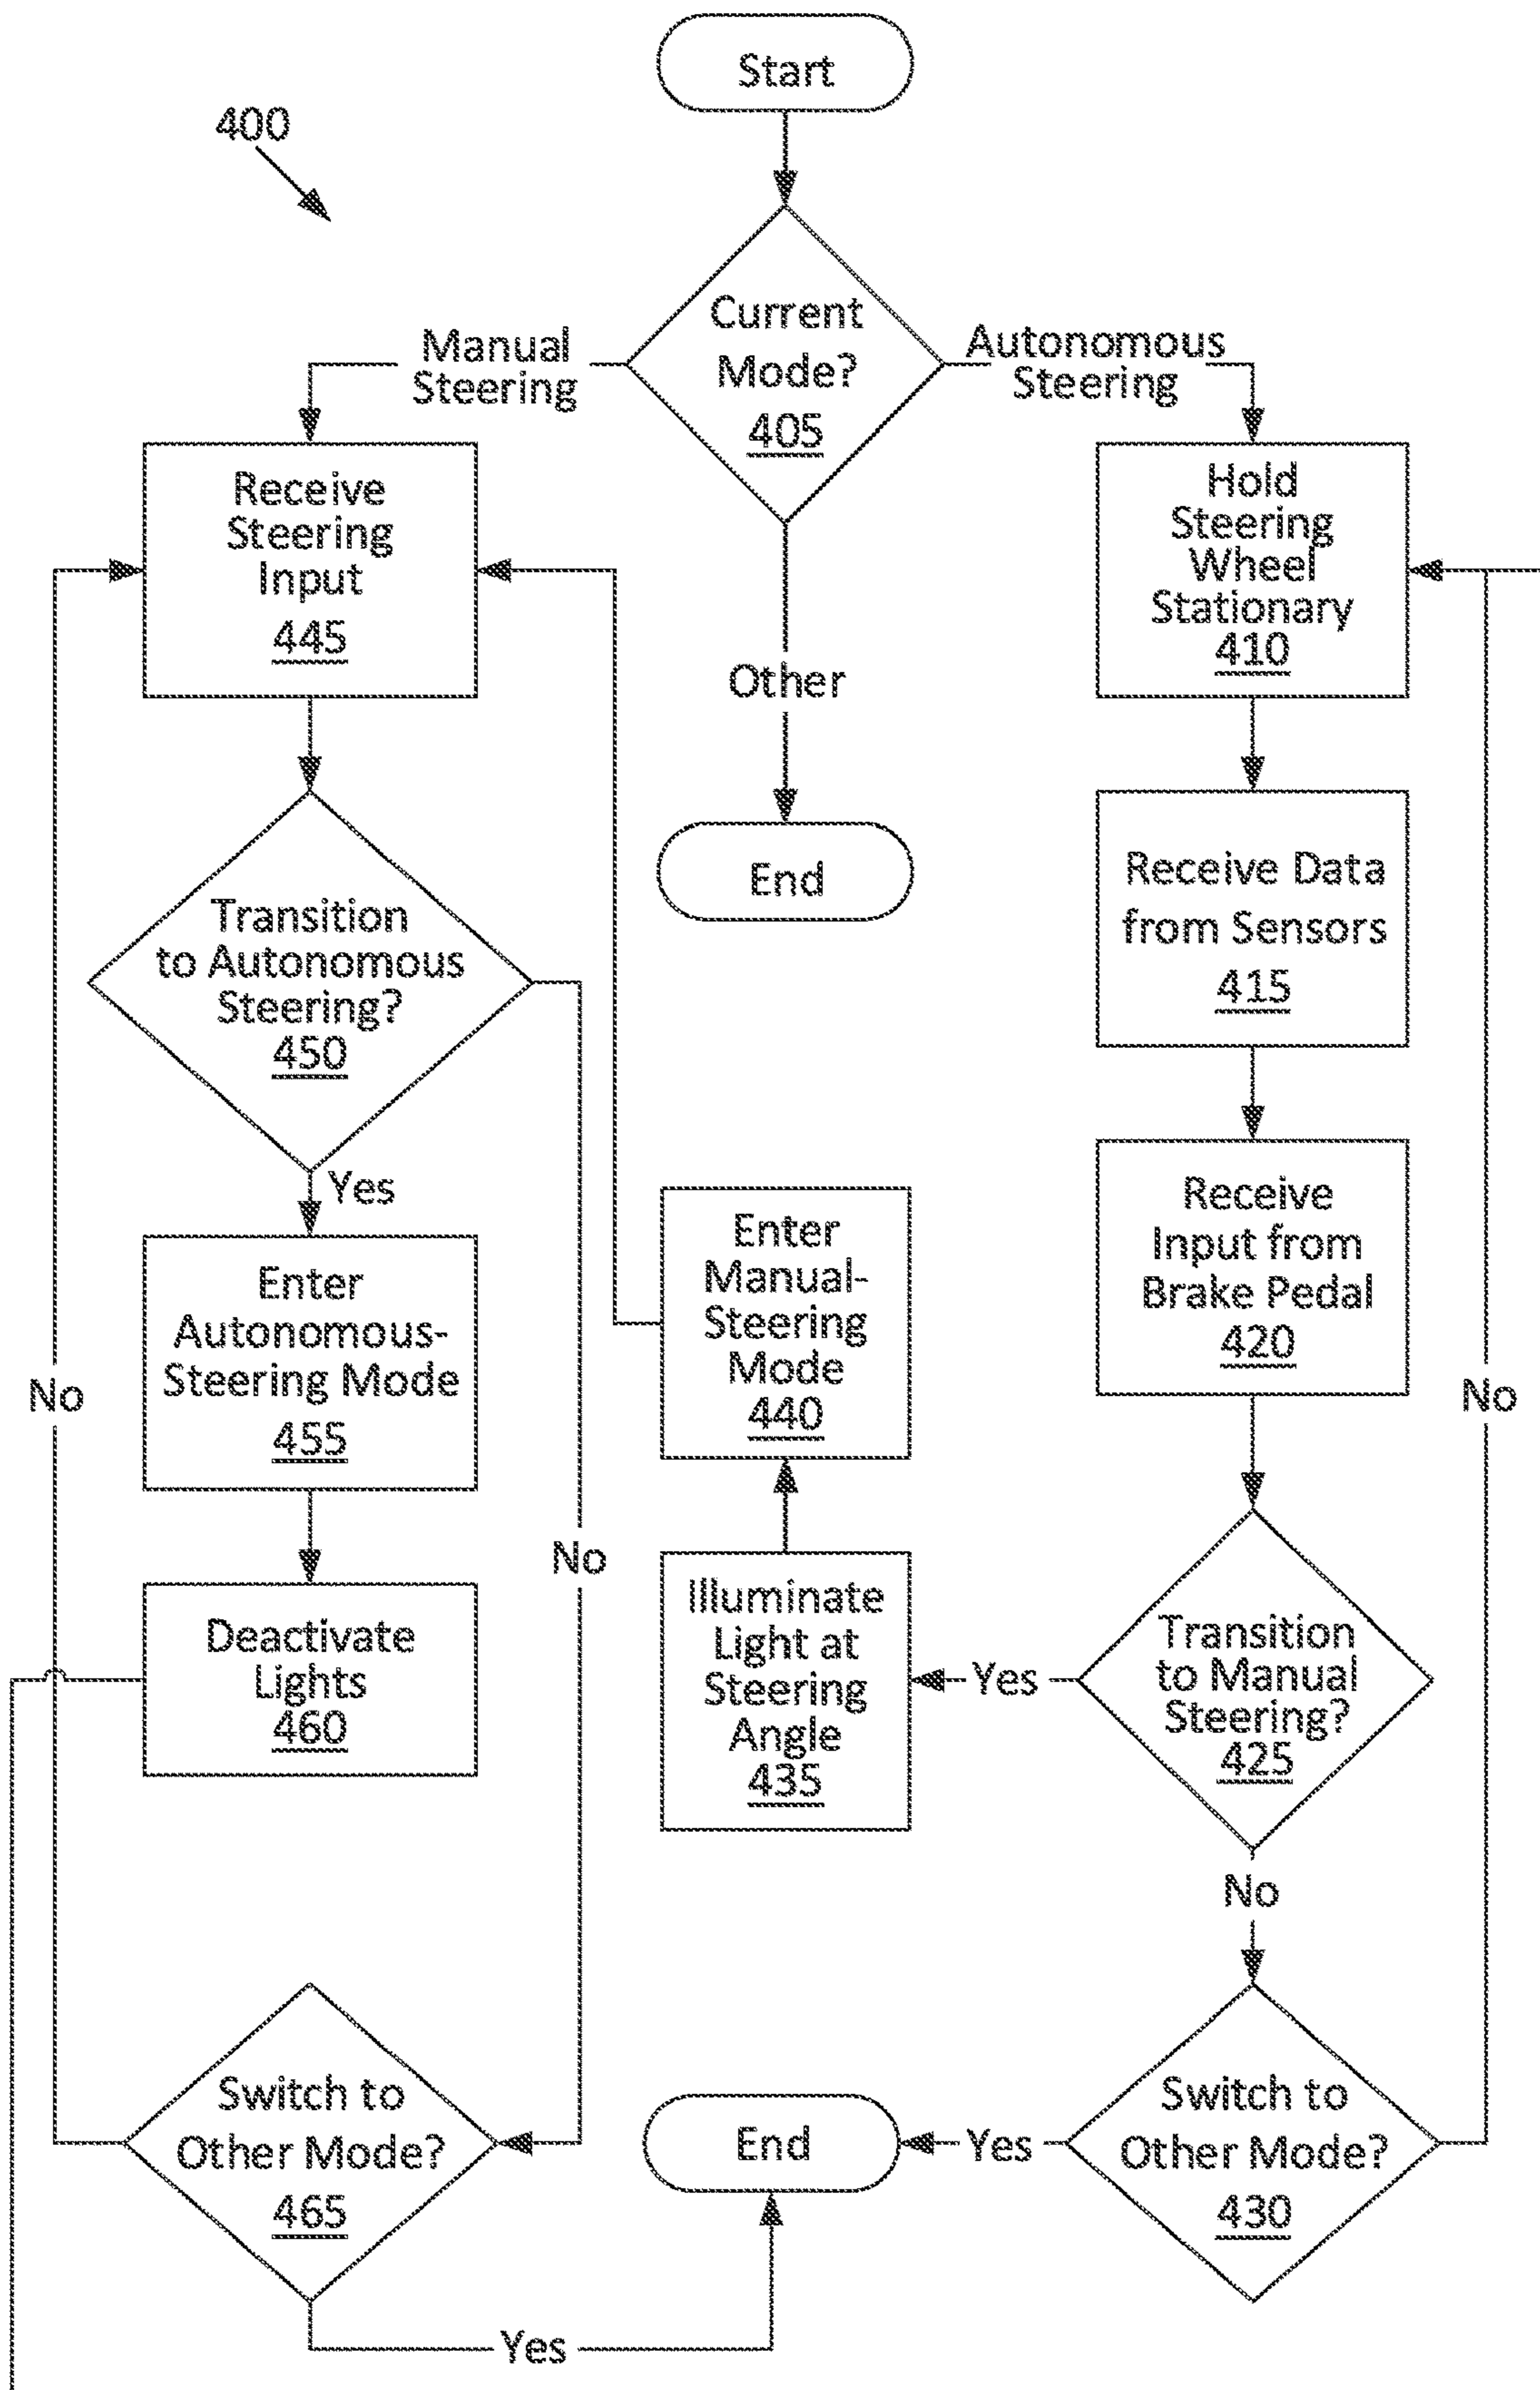 Start
400
Current
Mode?
405
Manual
Steering
Autonomous
Steering
Other
End
Receive
Steering
Input
445
Transition
to Autonomous
Steering?
450
Yes
No
Enter
Autonomous-
Steering Mode
455
Deactivate
Lights
460
No
Switch to
Other Mode?
465
Yes
Enter
Manual-
Steering
Mode
440
Illuminate
Light at
Steering
Angle
435
Hold
Steering
Wheel
Stationary
410
Receive Data
from Sensors
415
Receive
Input from
Brake Pedal
420
Transition
to Manual
Steering?
425
Yes
No
Switch to
Other Mode?
430
No
Yes
End